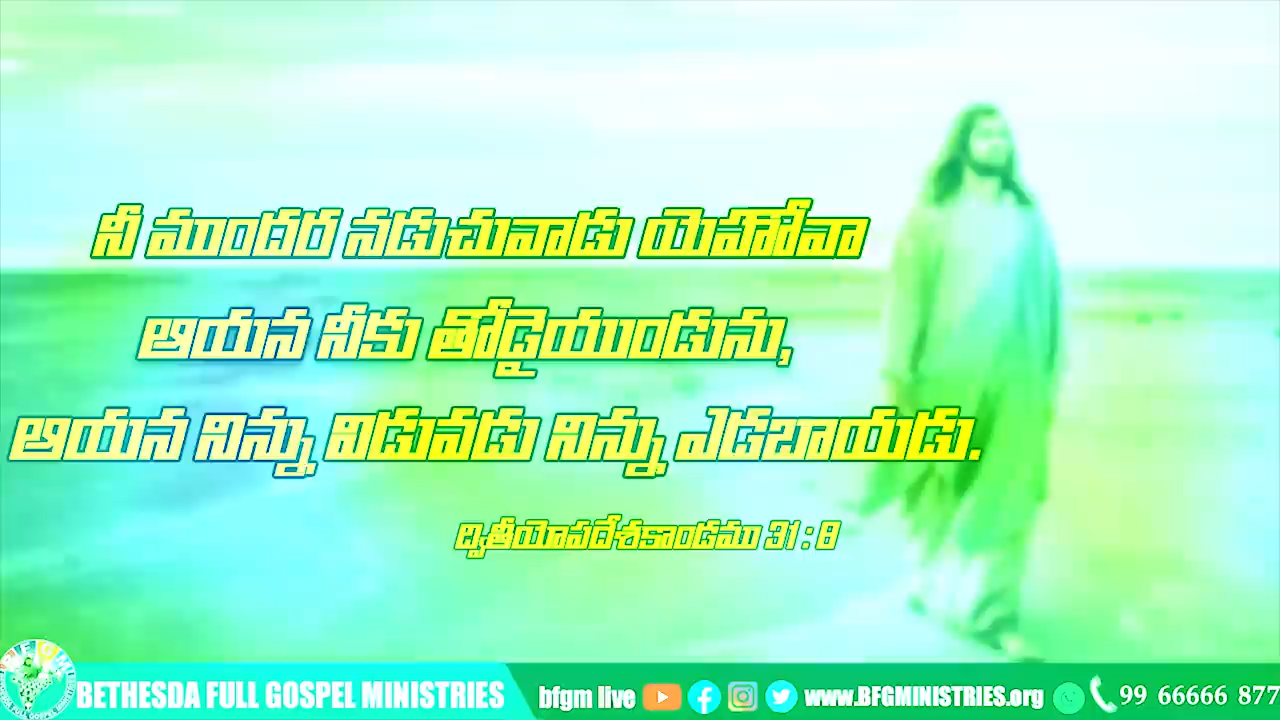 నీ ముందర నడుచువాడు యెహోవా
ఆయన నీకు తోడైయుండును,
ఆయన నిన్ను విడువడు నిన్ను ఎడబాయడు.
ద్వితీయోపదేశకాండము 31 : 8
BETHESDA FULL GOSPEL MINISTRIES bfgm live www.BFGMINISTRIES.org 99 66666 877